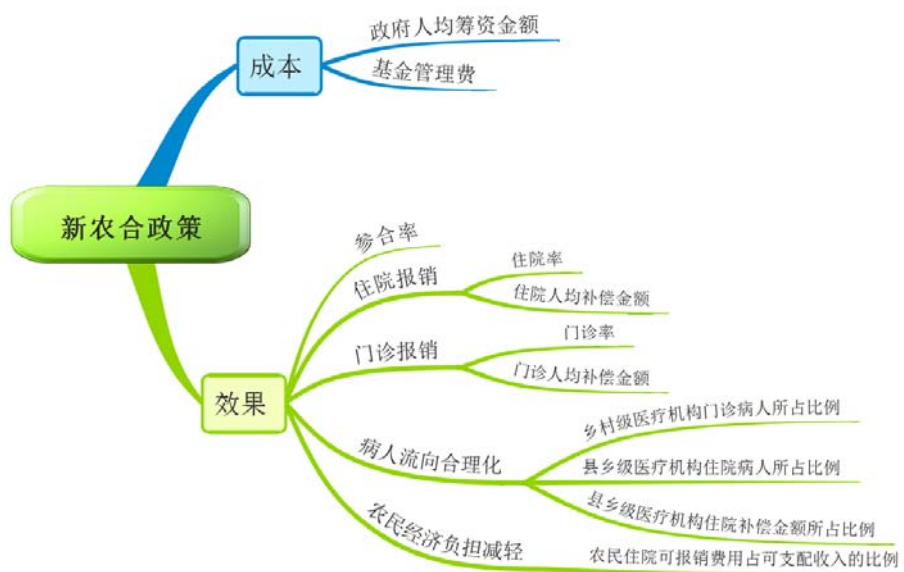 政府人均筹资金额
成本
基金管理费
新农合政策
参合率
住院报销
住院率
住院人均补偿金额
门诊报销
门诊率
门诊人均补偿金额
效果
病人流向合理化
乡村级医疗机构门诊病人所占比例
县乡级医疗机构住院病人所占比例
县乡级医疗机构住院补偿金额所占比例
农民经济负担减轻
农民住院可报销费用占可支配收入的比例